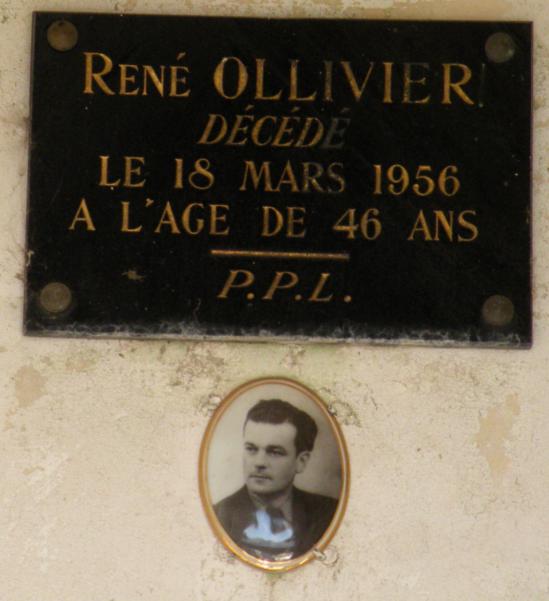 RENÉ OLLIVIER
DÉCÉDÉ
LE 18 MARS 1956
A L'AGE DE 46 ANS
P.P.L.